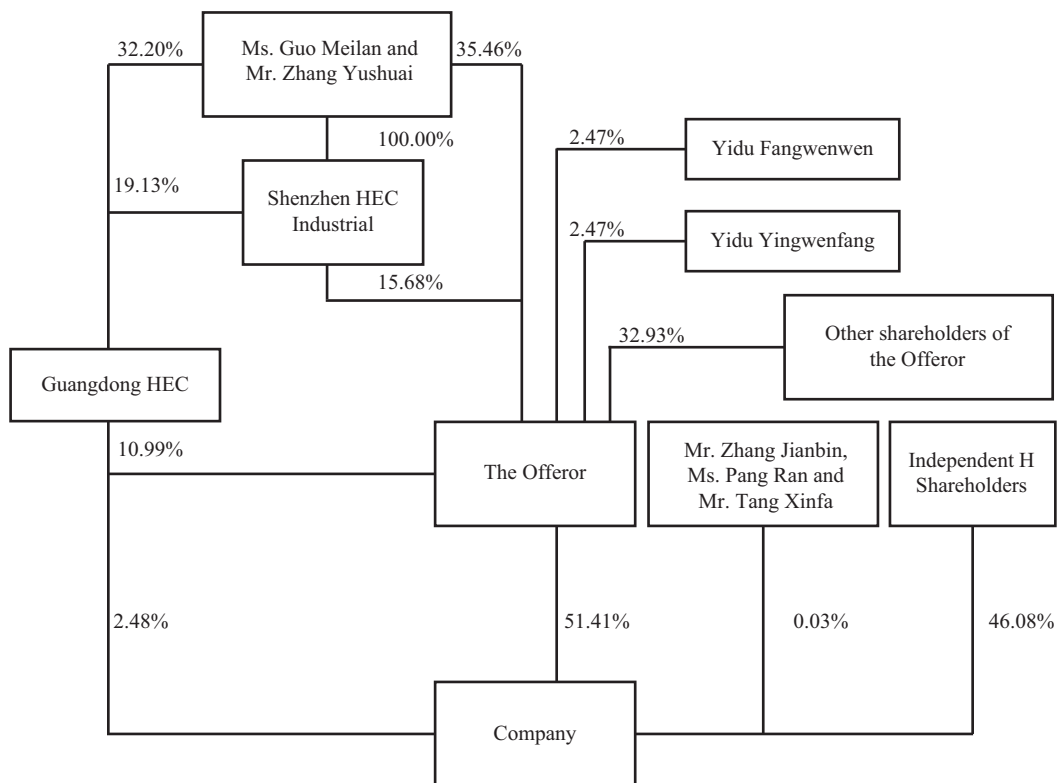 32.20%
Ms. Guo Meilan and
Mr. Zhang Yushuai
35.46%
100.00%
2.47%
Yidu Fangwenwen
19.13%
Shenzhen HEC
Industrial
2.47%
Yidu Yingwenfang
15.68%
32.93%
Other shareholders of
the Offeror
Guangdong HEC
10.99%
The Offeror
Mr. Zhang Jianbin,
Ms. Pang Ran and
Mr. Tang Xinfa
Independent H
Shareholders
2.48%
51.41%
0.03%
46.08%
Company